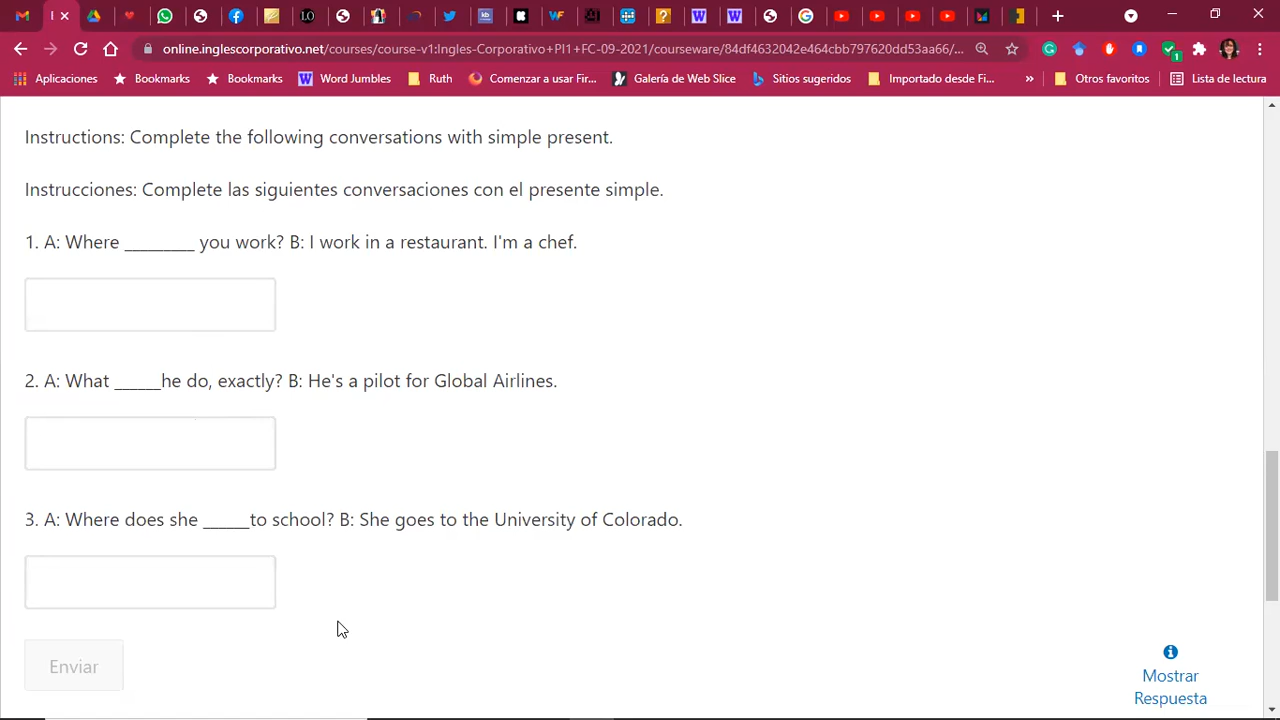 online.inglescorporativo.net/courses/course-v1:Ingles-Corporativo+PI1+FC-09-2021/courseware/84df4632042e464cbb797620dd53aa66/...
Aplicaciones Bookmarks Bookmarks Word Jumbles Ruth Comenzar a usar Fir... Galería de Web Slice Sitios sugeridos Importado desde Fi... » Otros favoritos Lista de lectura
Instructions: Complete the following conversations with simple present.
Instrucciones: Complete las siguientes conversaciones con el presente simple.
1. A: Where _________ you work? B: I work in a restaurant. I'm a chef.
2. A: What ______he do, exactly? B: He's a pilot for Global Airlines.
3. A: Where does she ______to school? B: She goes to the University of Colorado.
Enviar
Mostrar
Respuesta